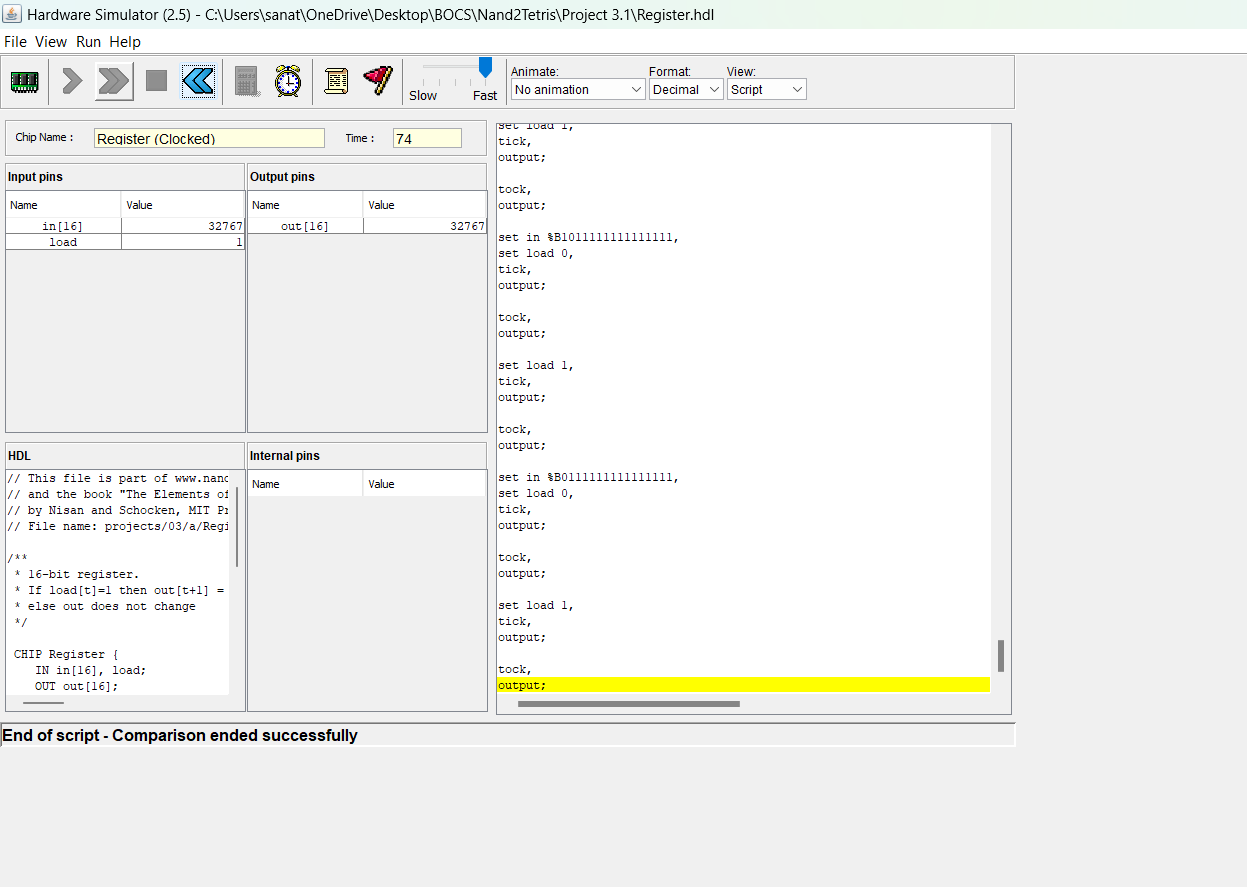 Hardware Simulator (2.5) - C:\Users\sanat\OneDrive\Desktop\BOCS\Nand2Tetris\Project 3.1\Register.hdl
File View Run Help
Slow Fast
Animate: Format: View:
No animation Decimal Script
Chip Name : Register (Clocked) Time : 74
Input pins
Name Value
in[16] 32767
load 1
Output pins
Name Value
out[16] 32767
HDL
// This file is part of www.nand
// and the book "The Elements of
// by Nisan and Schocken, MIT Pr
// File name: projects/03/a/Regi
/**
* 16-bit register.
* If load[t]=1 then out[t+1] =
* else out does not change
*/
CHIP Register {
IN in[16], load;
OUT out[16];
Internal pins
Name Value
set load 1,
tick,
output;
tock,
output;
set in %B1011111111111111,
set load 0,
tick,
output;
tock,
output;
set load 1,
tick,
output;
tock,
output;
set in %B0111111111111111,
set load 0,
tick,
output;
tock,
output;
set load 1,
tick,
output;
tock,
output;
End of script - Comparison ended successfully